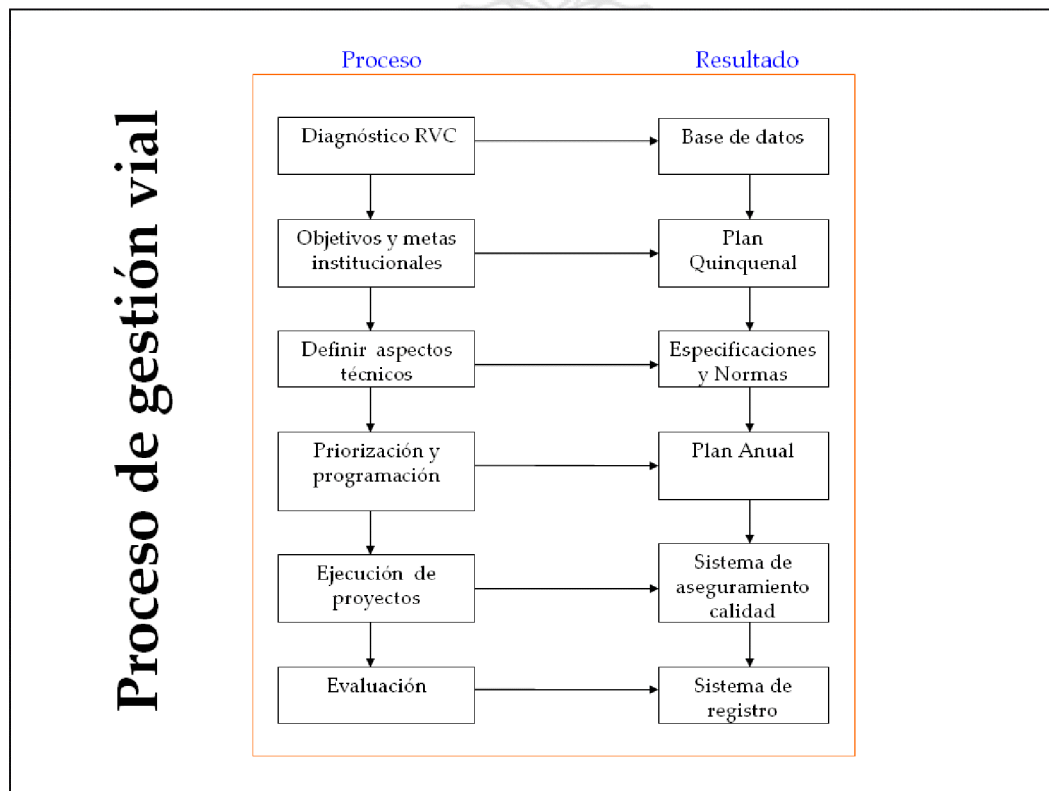 Proceso de gestión vial
Proceso
Resultado
Diagnóstico RVC
Base de datos
Objetivos y metas
institucionales
Plan
Quinquenal
Definir aspectos
técnicos
Especificaciones
y Normas
Priorización y
programación
Plan Anual
Ejecución de
proyectos
Sistema de
aseguramiento
calidad
Evaluación
Sistema de
registro